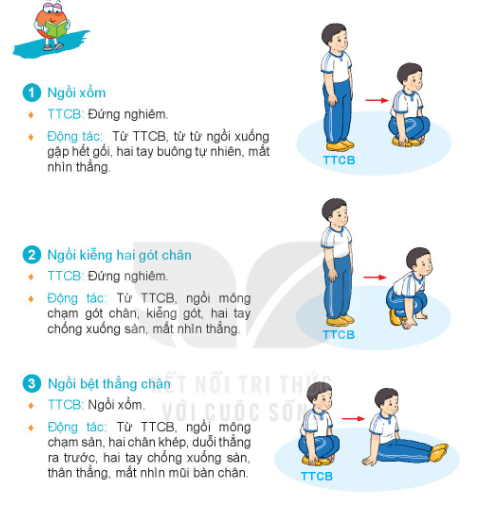 1 Ngồi xổm
♦ TTCB: Đứng nghiêm.
♦ Động tác: Từ TTCB, từ từ ngồi xuống
gập hết gối, hai tay buông tự nhiên, mắt
nhìn thẳng.
TTCB
2 Ngồi kiễng hai gót chân
♦ TTCB: Đứng nghiêm.
♦ Động tác: Từ TTCB, ngồi mông
chạm gót chân, kiễng gót, hai tay
chống xuống sàn, mắt nhìn thẳng.
TTCB
3 Ngồi bệt thẳng chân
KẾT NỐI TRI THỨC
♦ TTCB: Ngồi xổm.
VỚI CUỘC SỐNG
♦ Động tác: Từ TTCB, ngồi mông
chạm sàn, hai chân khép, duỗi thẳng
ra trước, hai tay chống xuống sàn,
thân thẳng, mắt nhìn mũi bàn chân.
TTCB